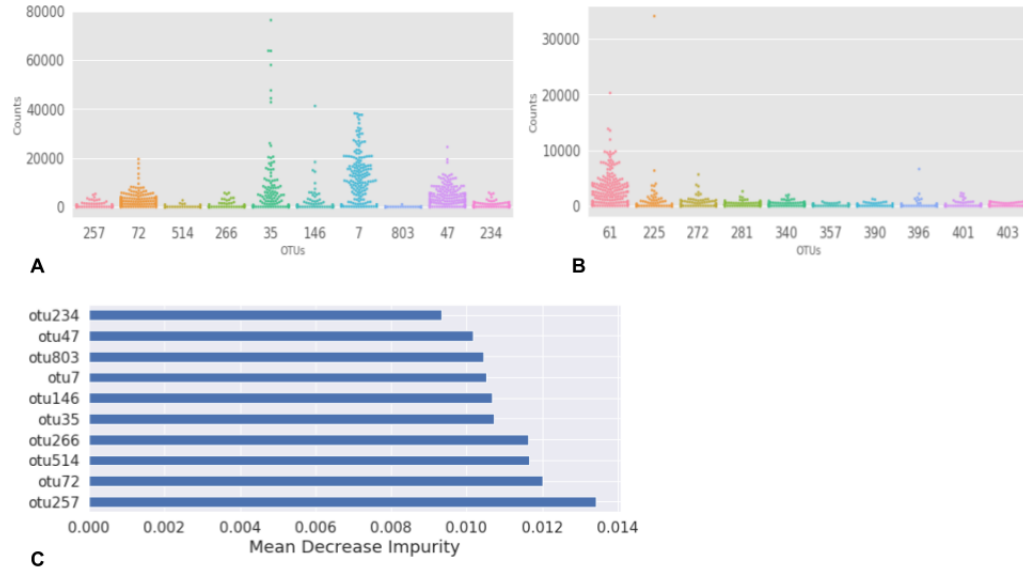 80000
60000
40000
20000
0
Counts
257 72 514 266 35 146 7 803 47 234
OTUs
A
30000
20000
10000
0
Counts
61 225 272 281 340 357 390 396 401 403
OTUs
B
otu234
otu47
otu803
otu7
otu146
otu35
otu266
otu514
otu72
otu257
0.000 0.002 0.004 0.006 0.008 0.010 0.012 0.014
Mean Decrease Impurity
C